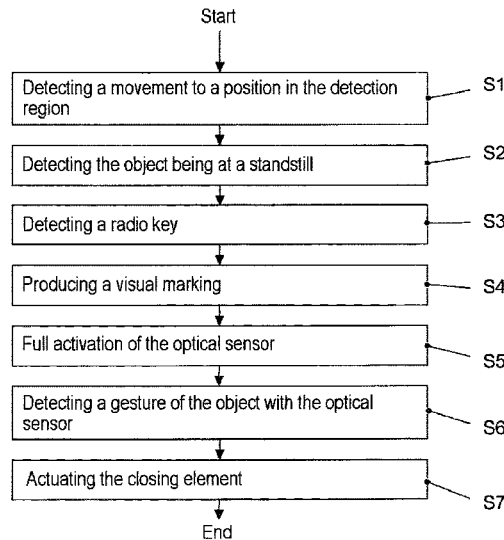 Start
Detecting a movement to a position in the detection
region
S1
Detecting the object being at a standstill
S2
Detecting a radio key
S3
Producing a visual marking
S4
Full activation of the optical sensor
S5
Detecting a gesture of the object with the optical
sensor
S6
Actuating the closing element
S7
End